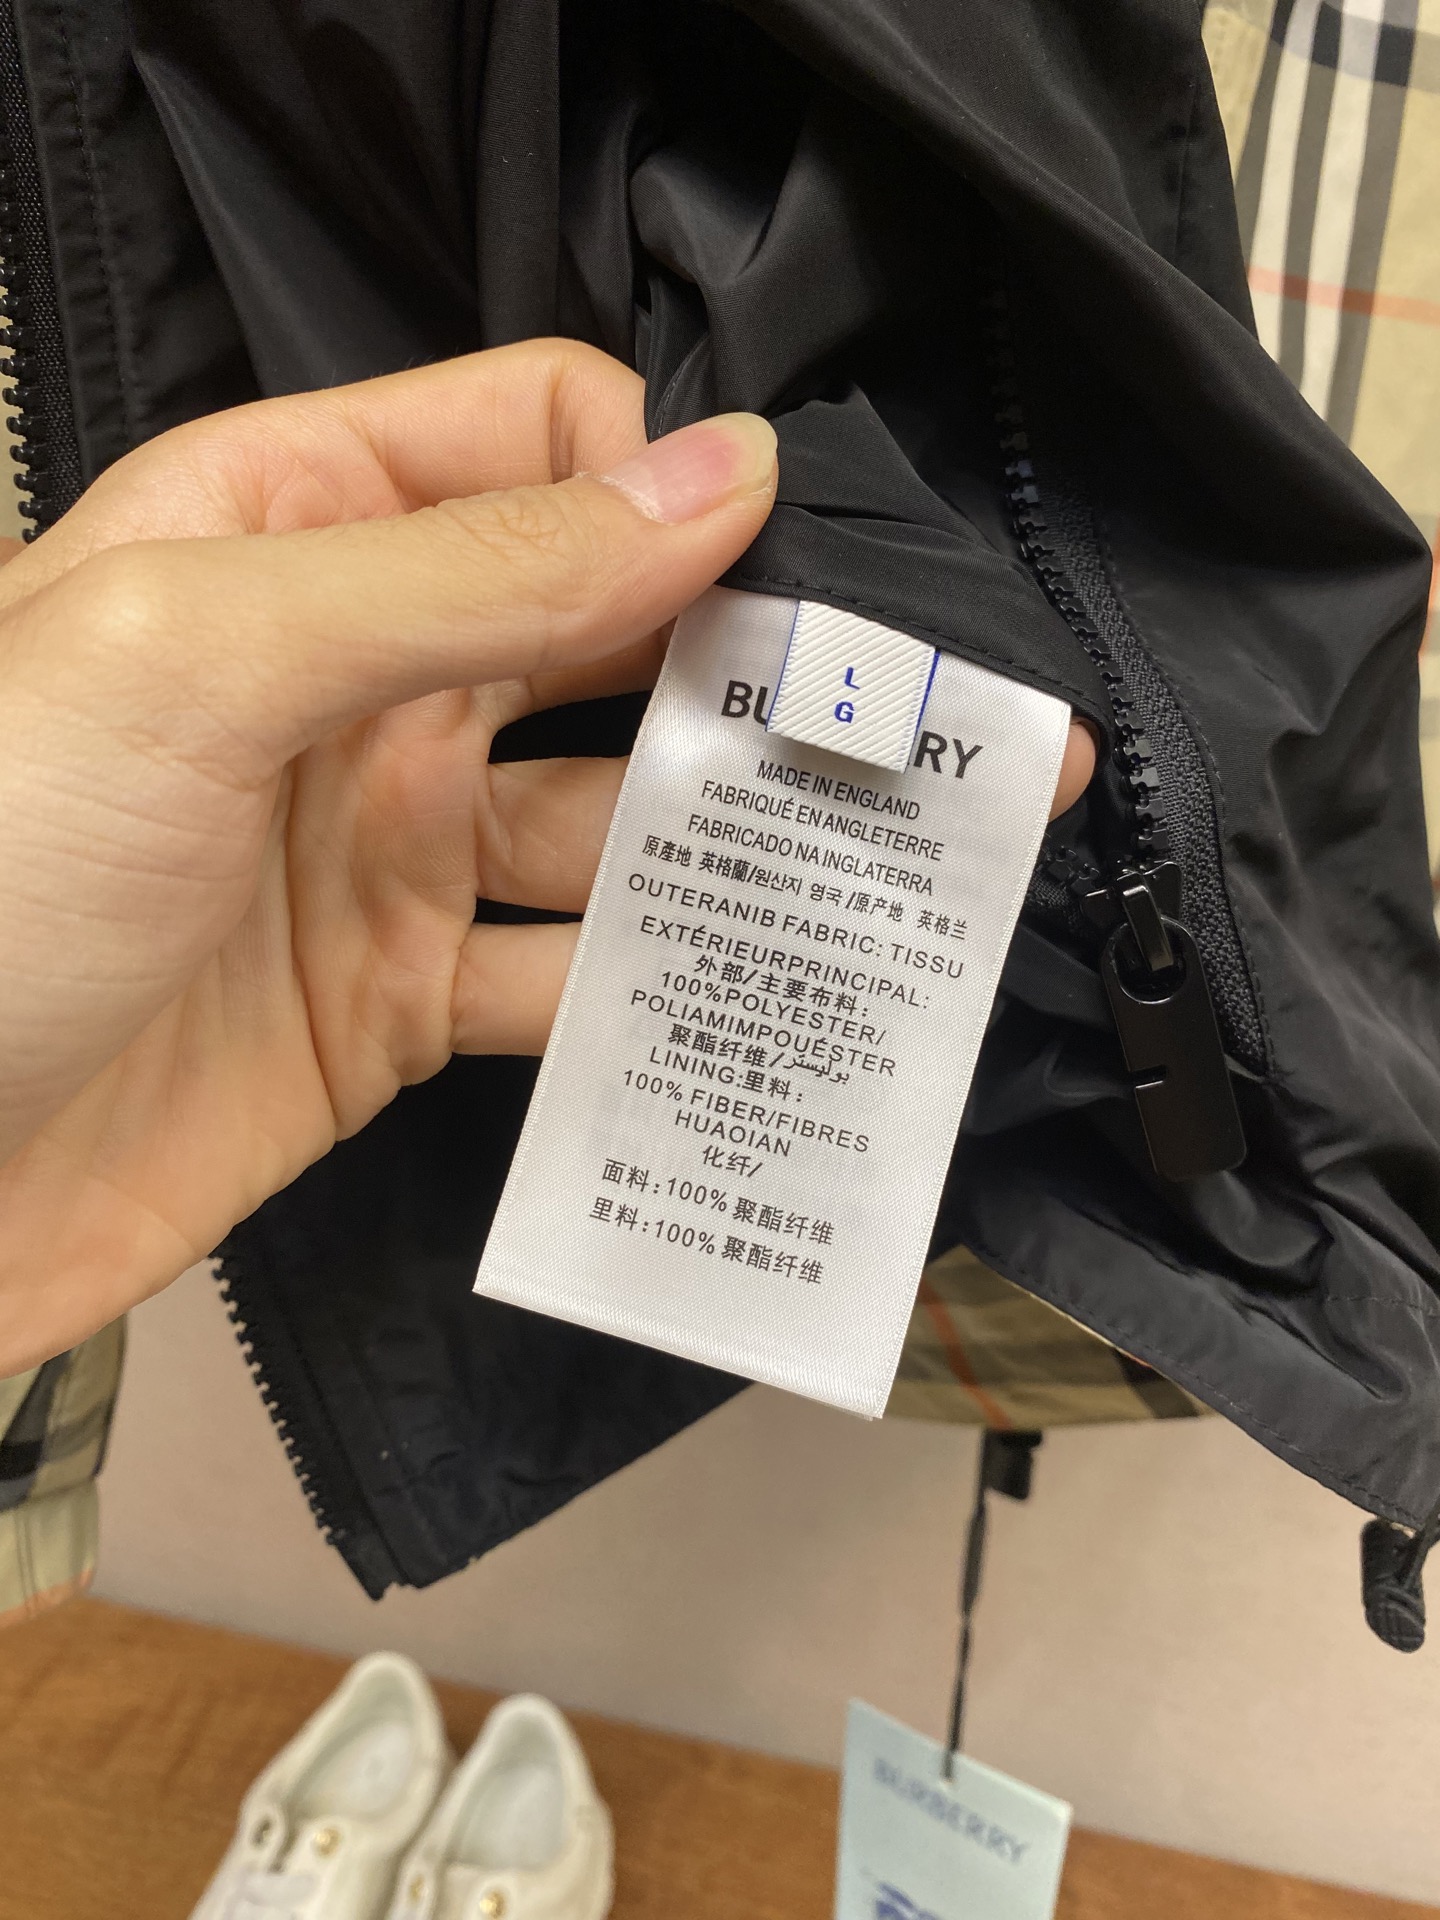 L
G
BU RY
MADE IN ENGLAND
FABRIQUÉ EN ANGLETERRE
FABRICADO NA INGLATERRA
原產地 英格蘭/원산지 영국/原产地 英格兰
OUTERANIB FABRIC: TISSU
EXTÉRIEURPRINCIPAL:
外部/主要布料:
100%POLYESTER/
POLIAMIMPOUÉSTER
聚酯纤维/بوليستر
LINING:里料:
100% FIBER/FIBRES
HUAOIAN
化纤/
面料:100% 聚酯纤维
里料:100% 聚酯纤维
BURBERRY